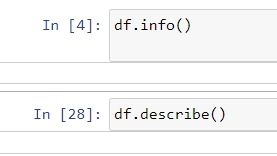 In [4]: df.info()
In [28]: df.describe()